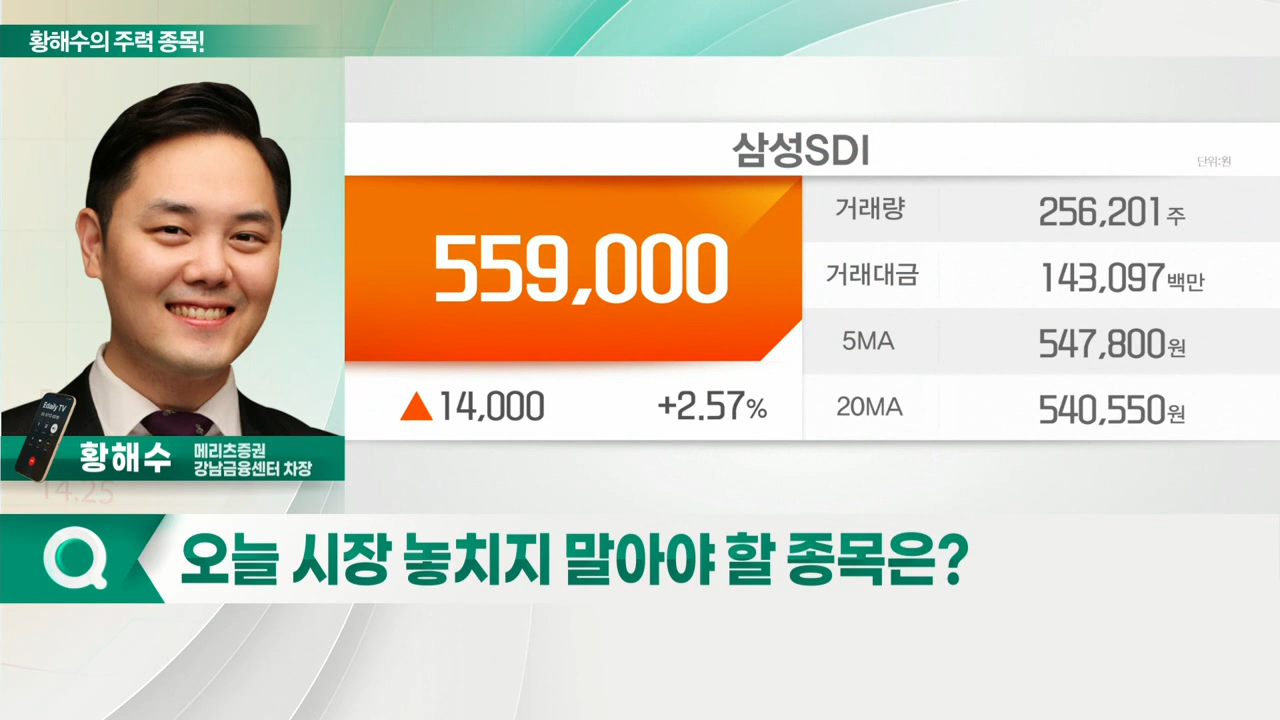 황해수의 주력 종목!
삼성SDI
단위:원
559,000
▲14,000 +2.57%
거래량 256,201주
거래대금 143,097백만
5MA 547,800원
20MA 540,550원
Edaily TV
황해수
메리츠증권
강남금융센터 차장
14.25
오늘 시장 놓치지 말아야 할 종목은?